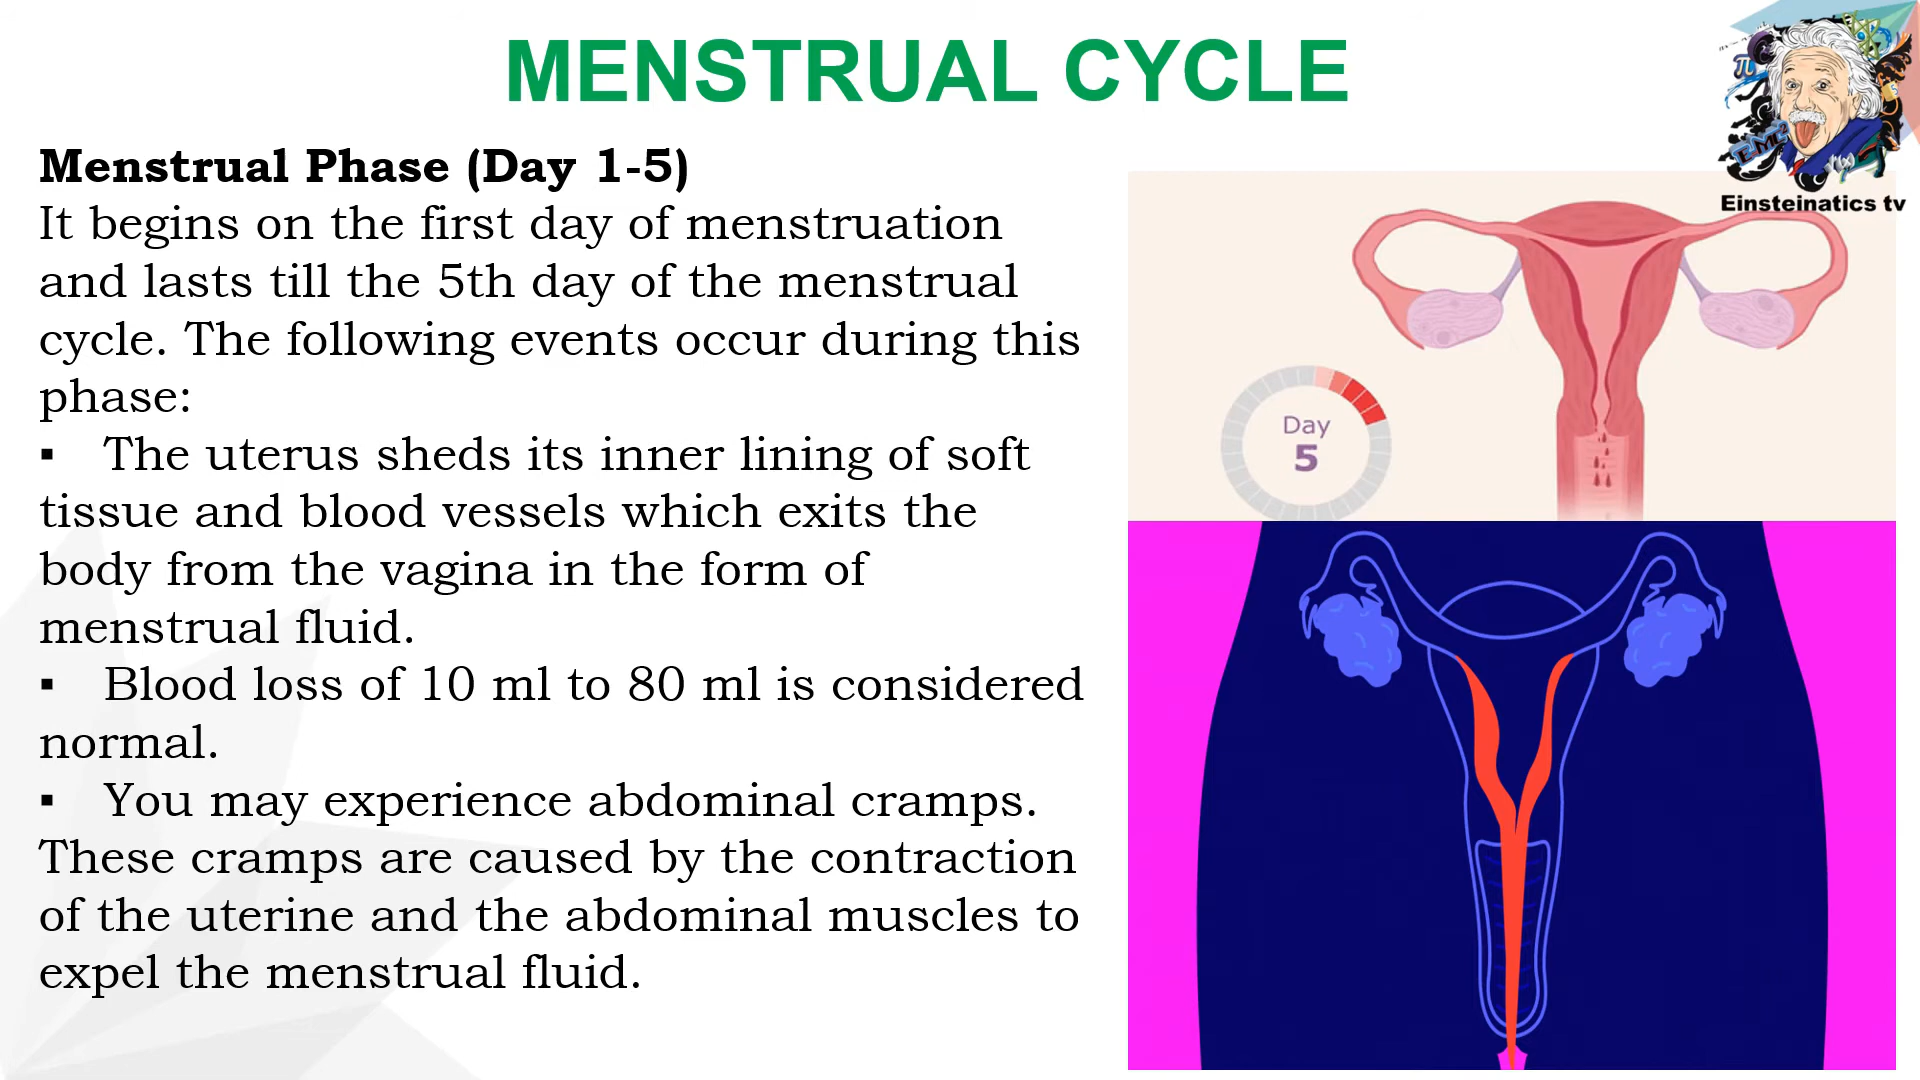 MENSTRUAL CYCLE
Menstrual Phase (Day 1-5)
It begins on the first day of menstruation
and lasts till the 5th day of the menstrual
cycle. The following events occur during this
phase:
▪ The uterus sheds its inner lining of soft
tissue and blood vessels which exits the
body from the vagina in the form of
menstrual fluid.
▪ Blood loss of 10 ml to 80 ml is considered
normal.
▪ You may experience abdominal cramps.
These cramps are caused by the contraction
of the uterine and the abdominal muscles to
expel the menstrual fluid.
π
E=MC²
f(x)
Einsteinatics tv
Day
5